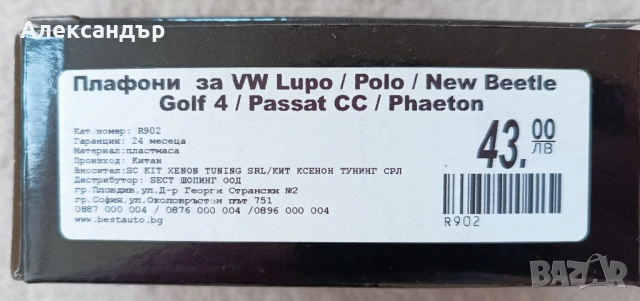 Александър
Плафони за VW Lupo / Polo / New Beetle
Golf 4 / Passat CC / Phaeton
Кат.номер: R902
Гаранция: 24 месеца
Материал:пластмаса
Произход: Китай
Вносител:SC KIT XENON TUNING SRL/КИТ КСЕНОН ТУНИНГ СРЛ
Дистрибутор: БЕСТ ШОПИНГ ООД
гр.Пловдив,ул.Д-р Георги Странски №2
гр.София,ул.Околовръстен път 751
0887 000 004 / 0876 000 004 /0896 000 004
www.bestauto.bg
43.00
ЛВ
R902
BAZAR